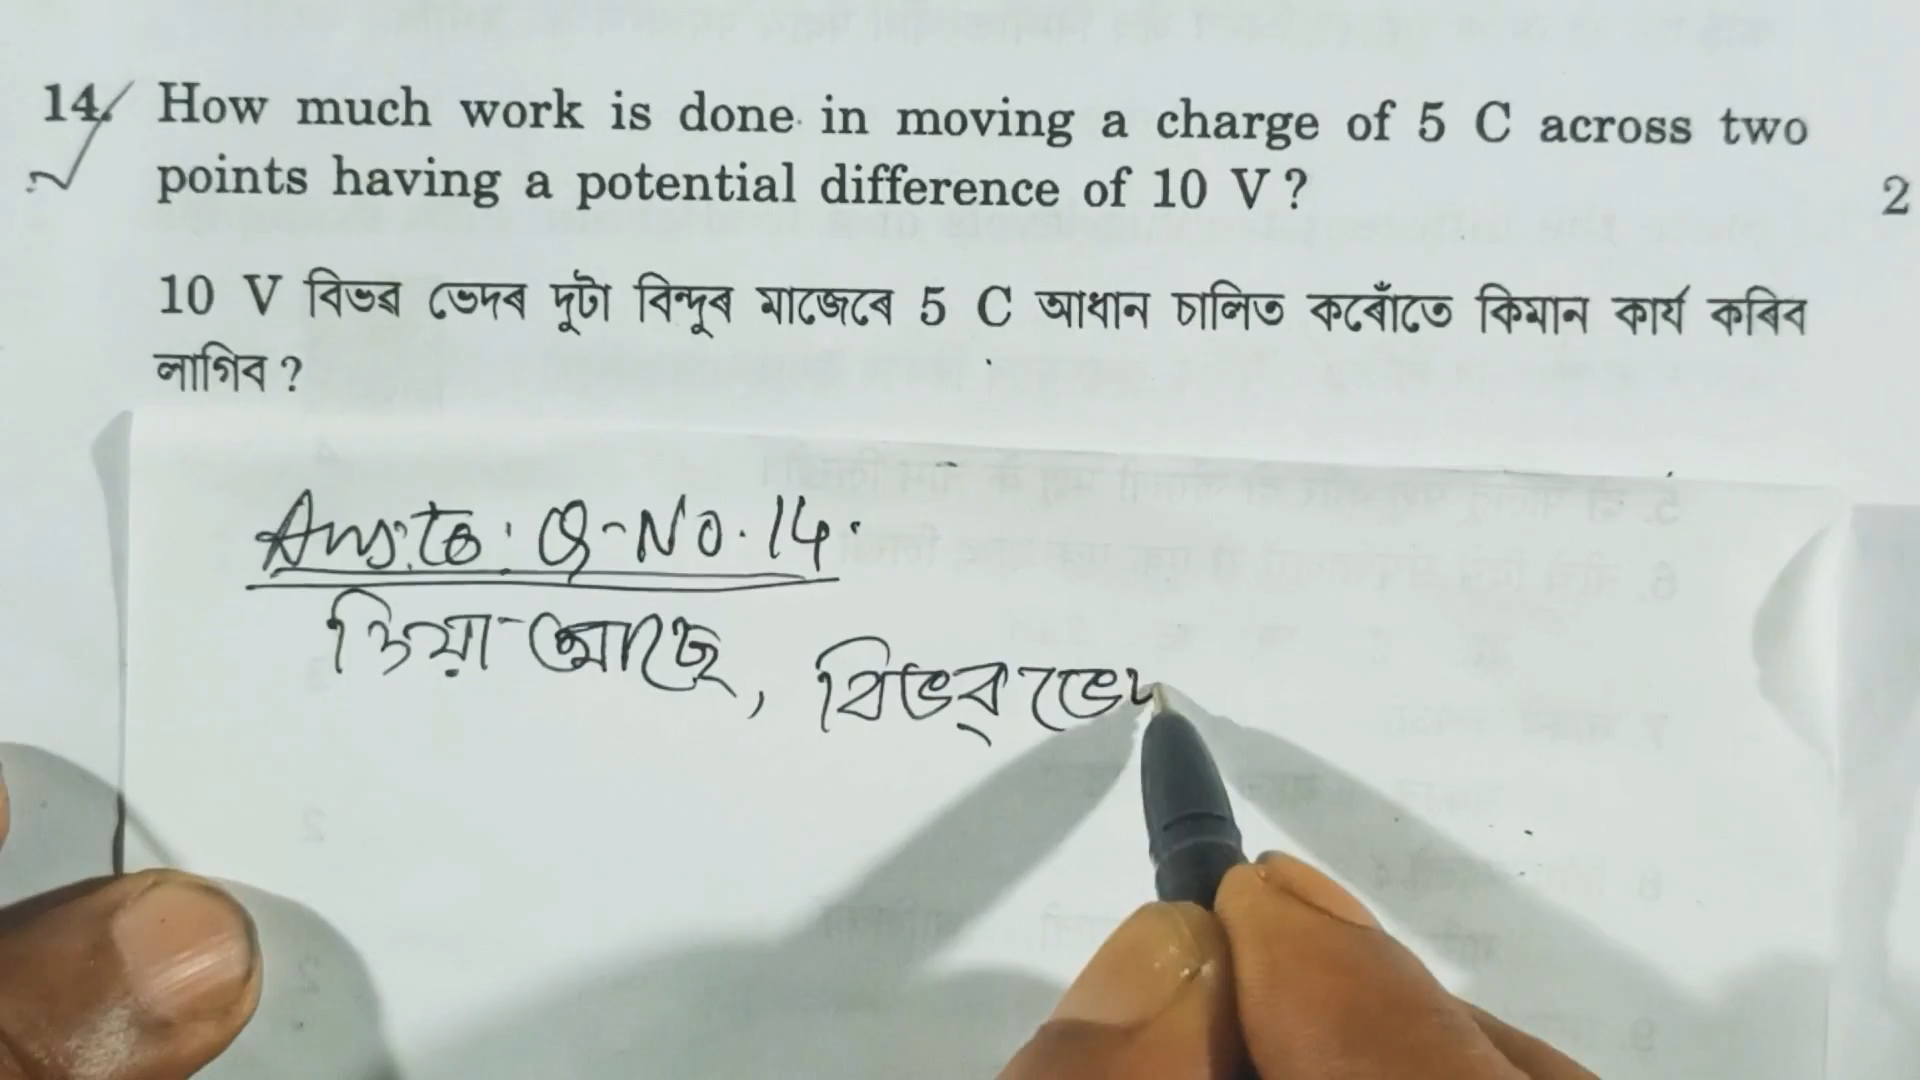 14. How much work is done in moving a charge of 5 C across two
points having a potential difference of 10 V ?
2
10 V বিভৱ ভেদৰ দুটা বিন্দুৰ মাজেৰে 5 C আধান চালিত কৰোঁতে কিমান কাৰ্য কৰিব
লাগিব ?
Ans. to. Q-No. 14.
দিয়া আছে, বিভৱ